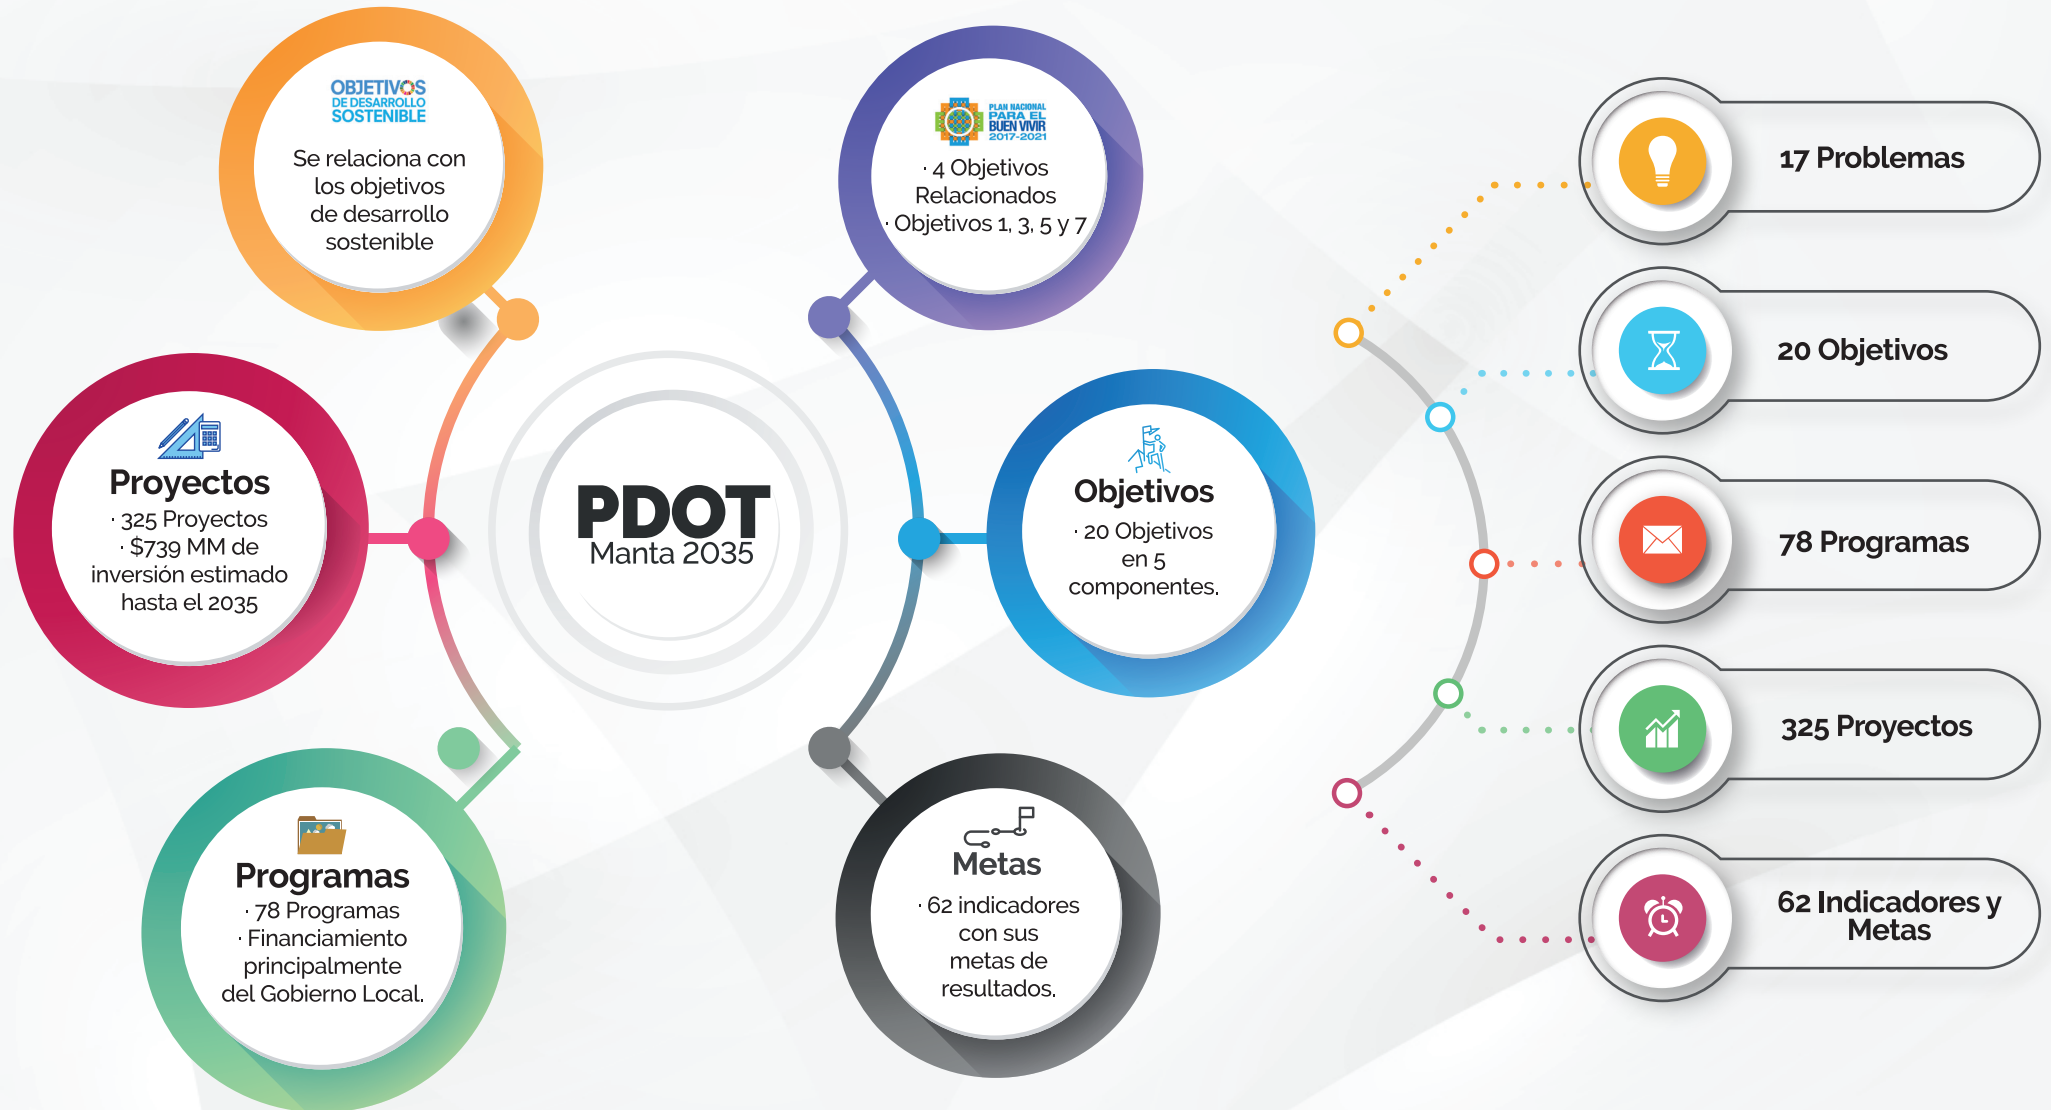 OBJETIVOS
DE DESARROLLO
SOSTENIBLE
Se relaciona con
los objetivos
de desarrollo
sostenible
PLAN NACIONAL
PARA EL
BUEN VIVIR
2017-2021
· 4 Objetivos
Relacionados
· Objetivos 1, 3, 5 y 7
Proyectos
· 325 Proyectos
· $739 MM de
inversión estimado
hasta el 2035
PDOT
Manta 2035
Objetivos
· 20 Objetivos
en 5
componentes.
Programas
· 78 Programas
· Financiamiento
principalmente
del Gobierno Local.
Metas
· 62 indicadores
con sus
metas de
resultados.
17 Problemas
20 Objetivos
78 Programas
325 Proyectos
62 Indicadores y
Metas